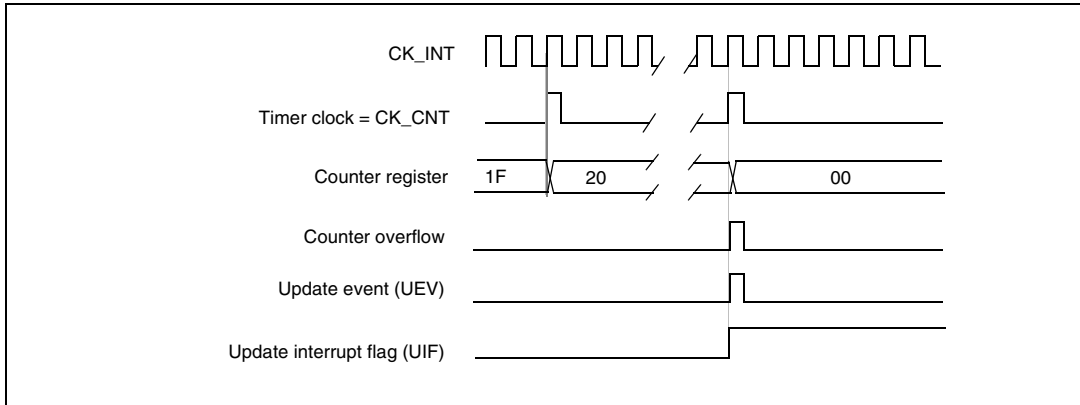 CK_INT
Timer clock = CK_CNT
Counter register 1F 20 00
Counter overflow
Update event (UEV)
Update interrupt flag (UIF)